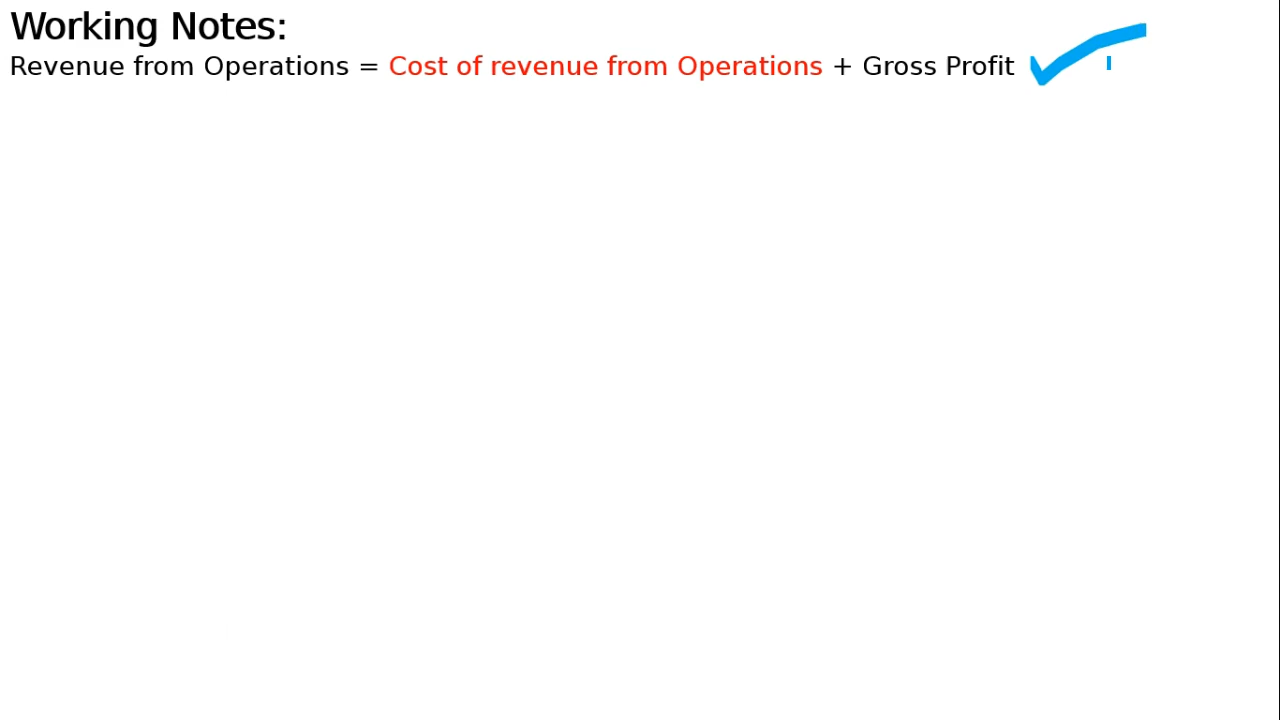 Working Notes:
Revenue from Operations = Cost of revenue from Operations + Gross Profit